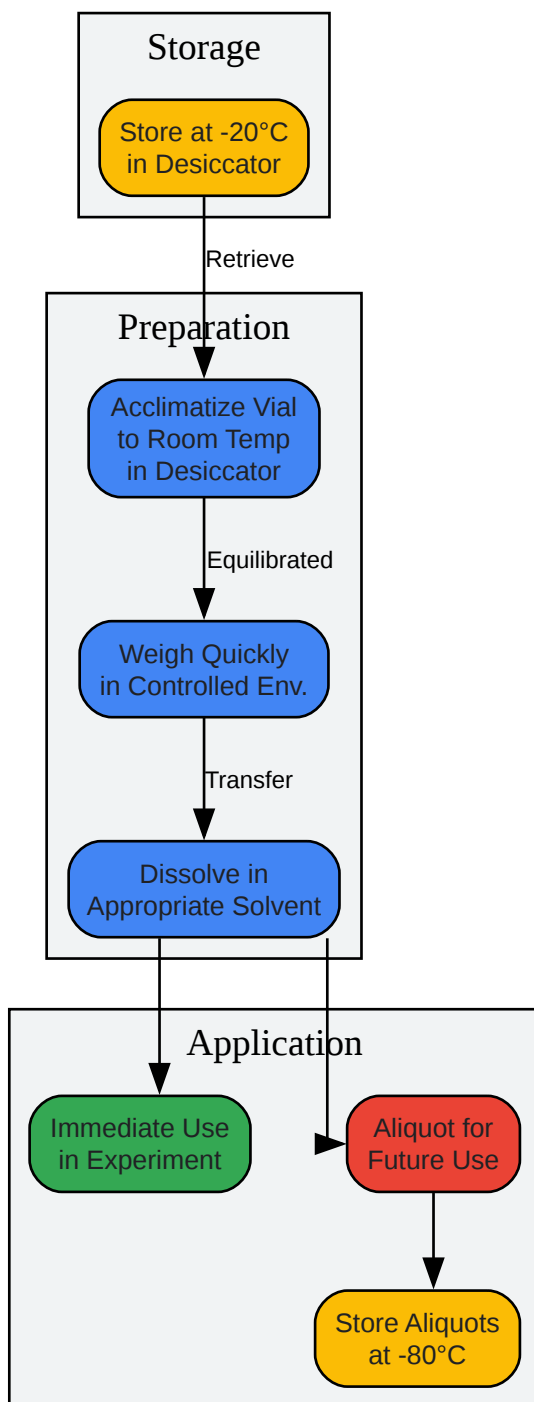 Storage
Store at -20°C
in Desiccator
Retrieve
Preparation
Acclimatize Vial
to Room Temp
in Desiccator
Equilibrated
Weigh Quickly
in Controlled Env.
Transfer
Dissolve in
Appropriate Solvent
Application
Immediate Use
in Experiment
Aliquot for
Future Use
Store Aliquots
at -80°C